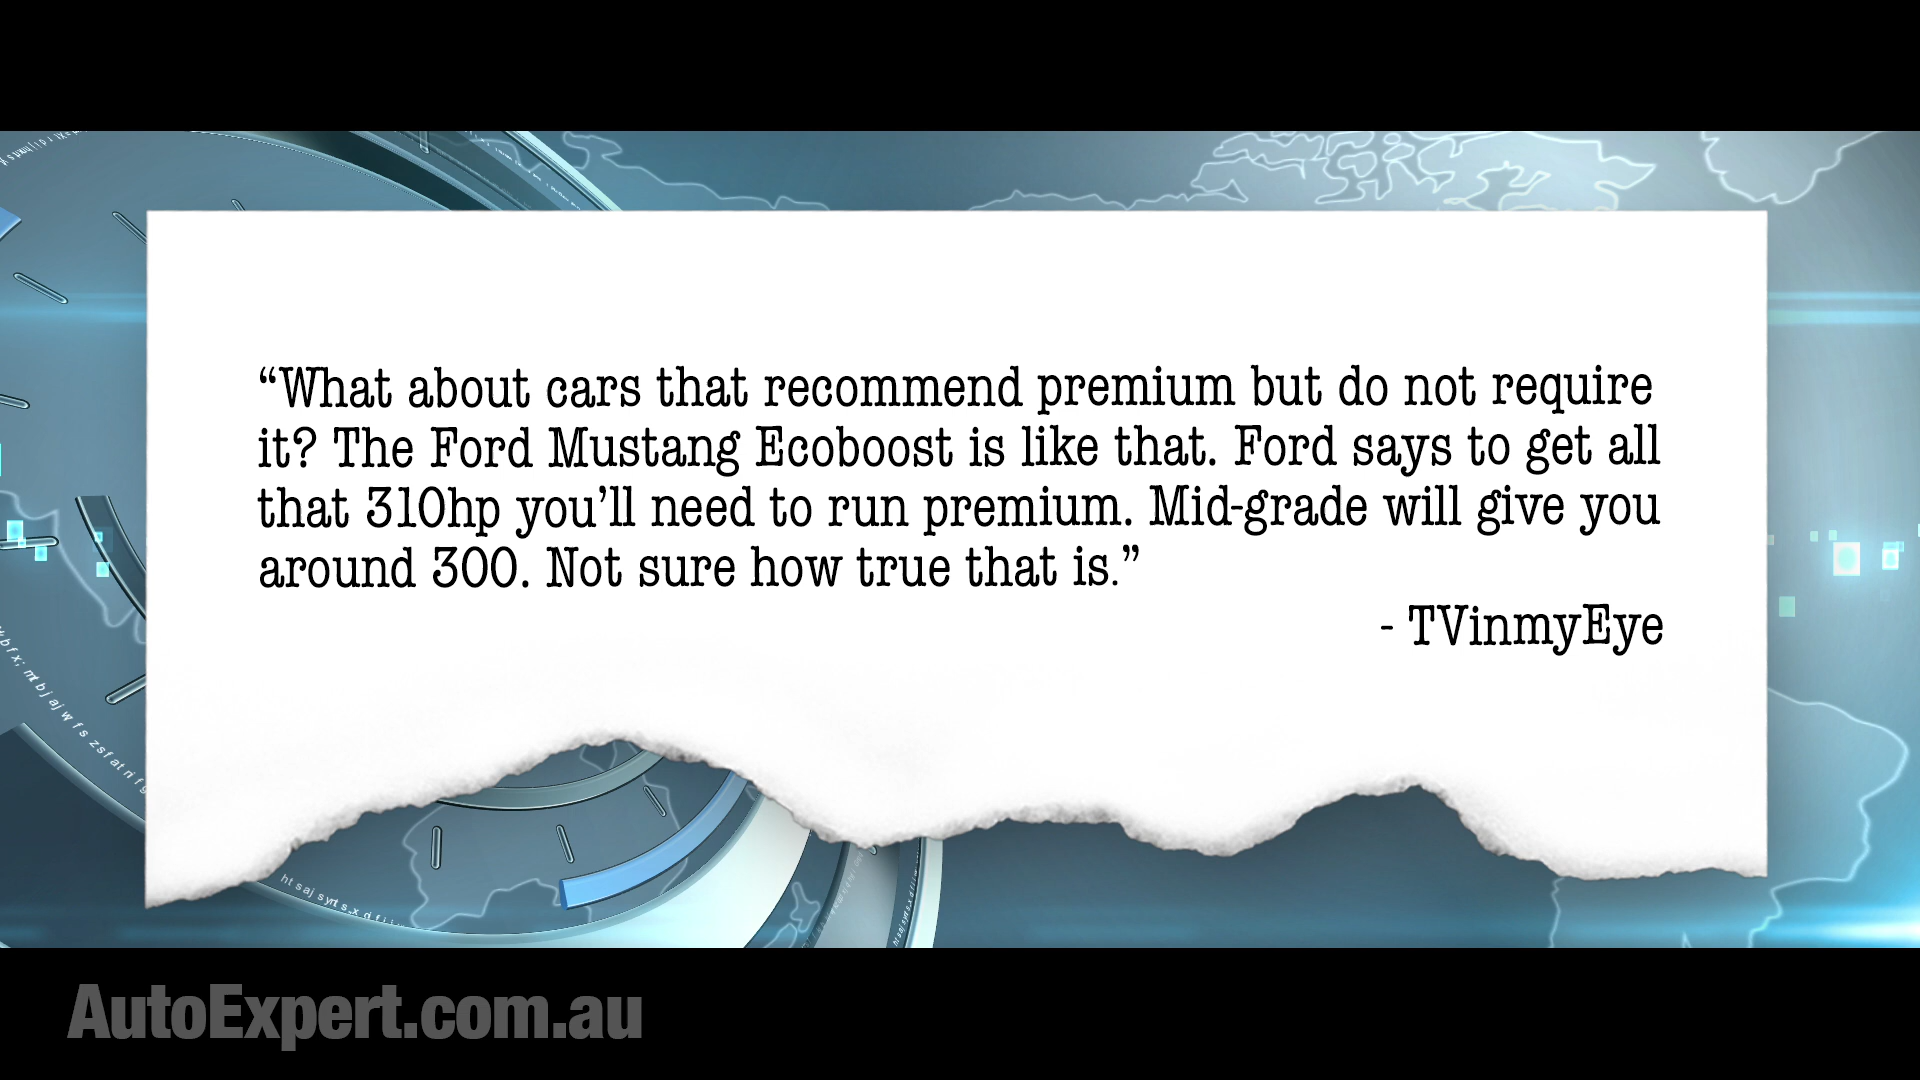 “What about cars that recommend premium but do not require
it? The Ford Mustang Ecoboost is like that. Ford says to get all
that 310hp you’ll need to run premium. Mid-grade will give you
around 300. Not sure how true that is.”
- TVinmyEye
AutoExpert.com.au